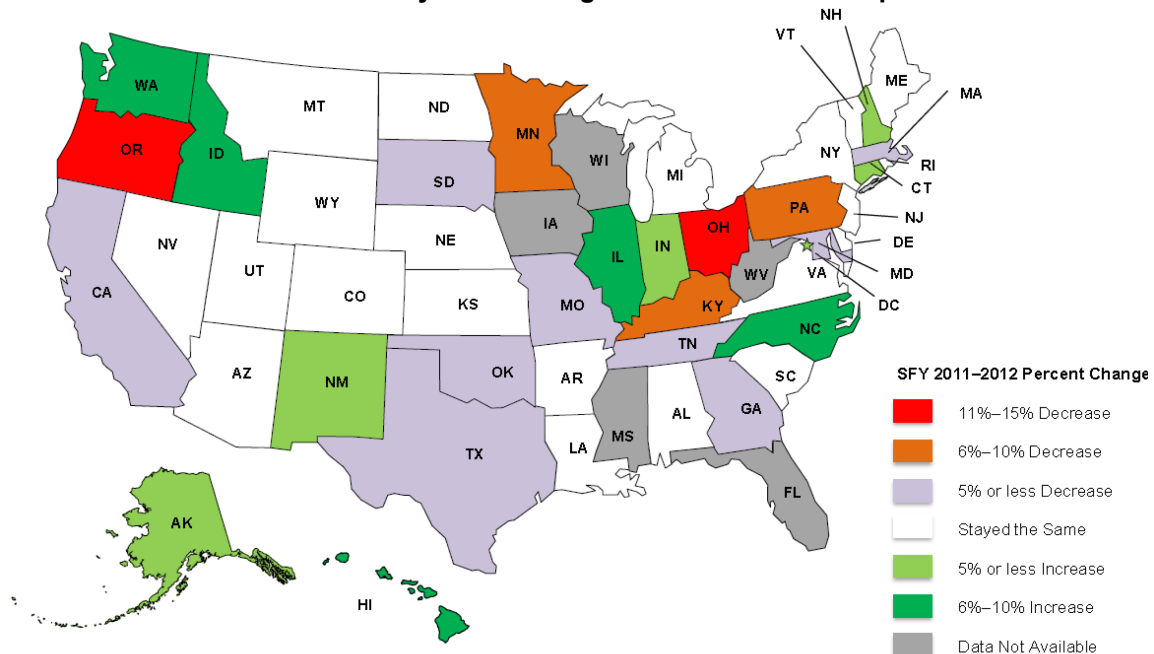 NH
VT
ME
WA
MT
ND
MA
MN
OR
ID
WI
NY
MI
RI
SD
CT
WY
PA
NJ
IA
OH
NE
DE
NV
IN
IL
UT
WV
VA
MD
CA
CO
KS
MO
KY
DC
NC
TN
AZ
NM
OK
AR
SC
AL
GA
MS
LA
TX
FL
AK
HI
SFY 2011–2012 Percent Change
11%–15% Decrease
6%–10% Decrease
5% or less Decrease
Stayed the Same
5% or less Increase
6%–10% Increase
Data Not Available